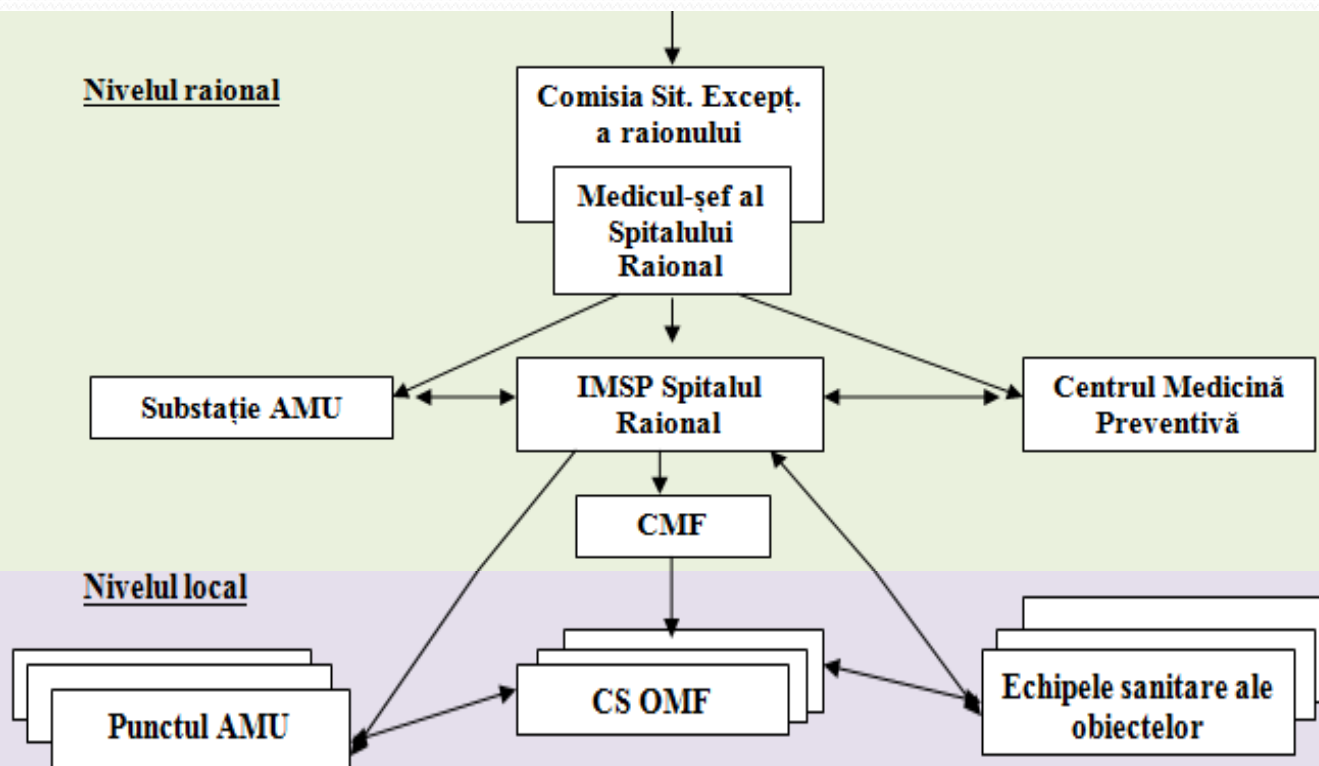 Nivelul raional
Comisia Sit. Excepț.
a raionului
Medicul-șef al
Spitalului
Raional
Substație AMU
IMSP Spitalul
Raional
Centrul Medicină
Preventivă
CMF
Nivelul local
Punctul AMU
CS OMF
Echipele sanitare ale
obiectelor